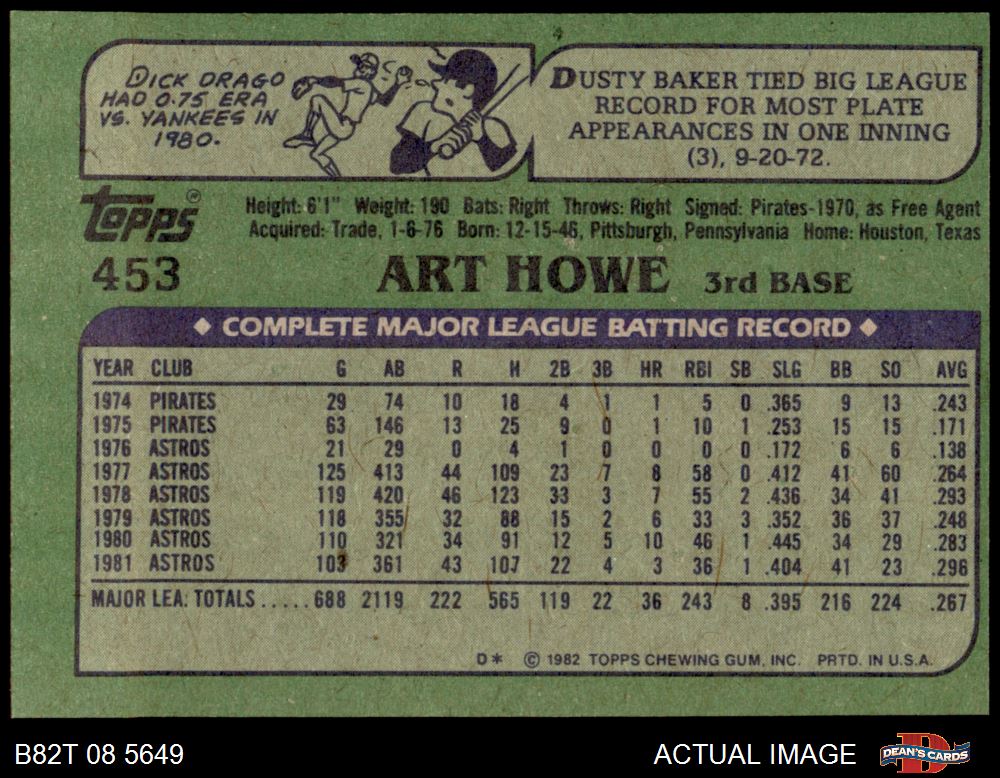 DICK DRAGO
HAD 0.75 ERA
VS. YANKEES IN
1980.
DUSTY BAKER TIED BIG LEAGUE
RECORD FOR MOST PLATE
APPEARANCES IN ONE INNING
(3), 9-20-72.
Topps®
Height: 6'1" Weight: 190 Bats: Right Throws: Right Signed: Pirates-1970, as Free Agent
Acquired: Trade, 1-6-76 Born: 12-15-46, Pittsburgh, Pennsylvania Home: Houston, Texas
453 ART HOWE 3rd BASE
◆ COMPLETE MAJOR LEAGUE BATTING RECORD ◆
YEAR CLUB G AB R H 2B 3B HR RBI SB SLG BB SO AVG
1974 PIRATES 29 74 10 18 4 1 1 5 0 .365 9 13 .243
1975 PIRATES 63 146 13 25 9 0 1 10 1 .253 15 15 .171
1976 ASTROS 21 29 0 4 1 0 0 0 0 .172 6 6 .138
1977 ASTROS 125 413 44 109 23 7 8 58 0 .412 41 60 .264
1978 ASTROS 119 420 46 123 33 3 7 55 2 .436 34 41 .293
1979 ASTROS 118 355 32 88 15 2 6 33 3 .352 36 37 .248
1980 ASTROS 110 321 34 91 12 5 10 46 1 .445 34 29 .283
1981 ASTROS 103 361 43 107 22 4 3 36 1 .404 41 23 .296
MAJOR LEA. TOTALS ..... 688 2119 222 565 119 22 36 243 8 .395 216 224 .267
D* © 1982 TOPPS CHEWING GUM, INC. PRTD. IN U.S.A.
B82T 08 5649 ACTUAL IMAGE DEAN'S CARDS